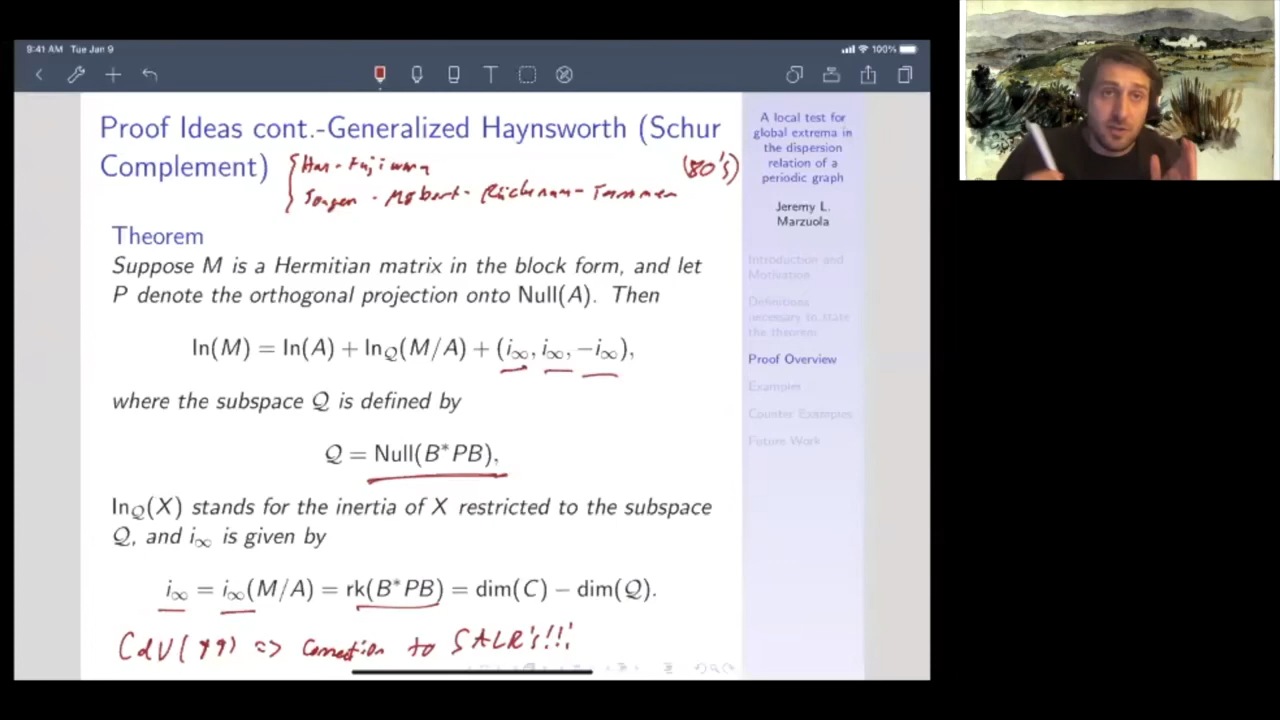 9:41 AM Tue Jan 9
100%
Proof Ideas cont.-Generalized Haynsworth (Schur
Complement)
Han - Fujiwara
(80's)
Theorem
Suppose M is a Hermitian matrix in the block form, and let
P denote the orthogonal projection onto Null(A). Then
In(M) = In(A) + In_Q(M/A) + (i_∞, i_∞, −i_∞),
where the subspace Q is defined by
Q = Null(B*PB),
In_Q(X) stands for the inertia of X restricted to the subspace
Q, and i_∞ is given by
i_∞ = i_∞(M/A) = rk(B*PB) = dim(C) − dim(Q).
CdV ⇒ Connection to
A local test for
global extrema in
the dispersion
relation of a
periodic graph
Jeremy L.
Marzuola
Introduction and
Motivation
Definitions
necessary to state
the theorem
Proof Overview
Examples
Counter Examples
Future Work